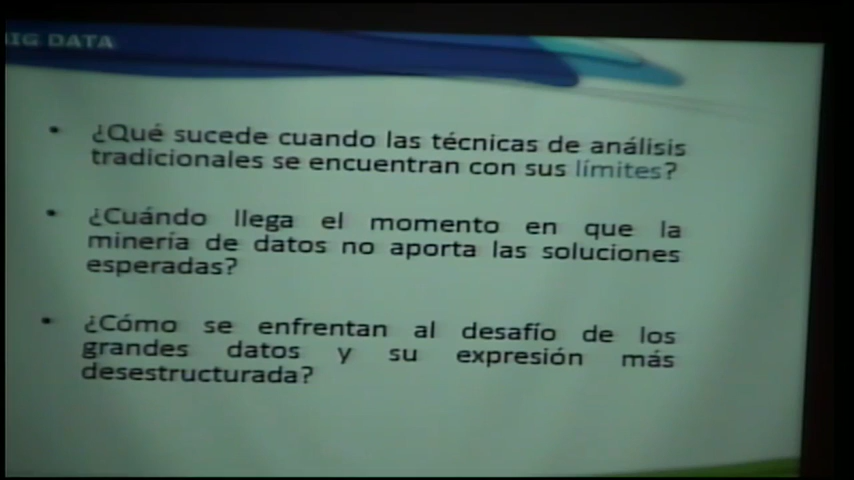 BIG DATA
• ¿Qué sucede cuando las técnicas de análisis
tradicionales se encuentran con sus límites?
• ¿Cuándo llega el momento en que la
minería de datos no aporta las soluciones
esperadas?
• ¿Cómo se enfrentan al desafío de los
grandes datos y su expresión más
desestructurada?